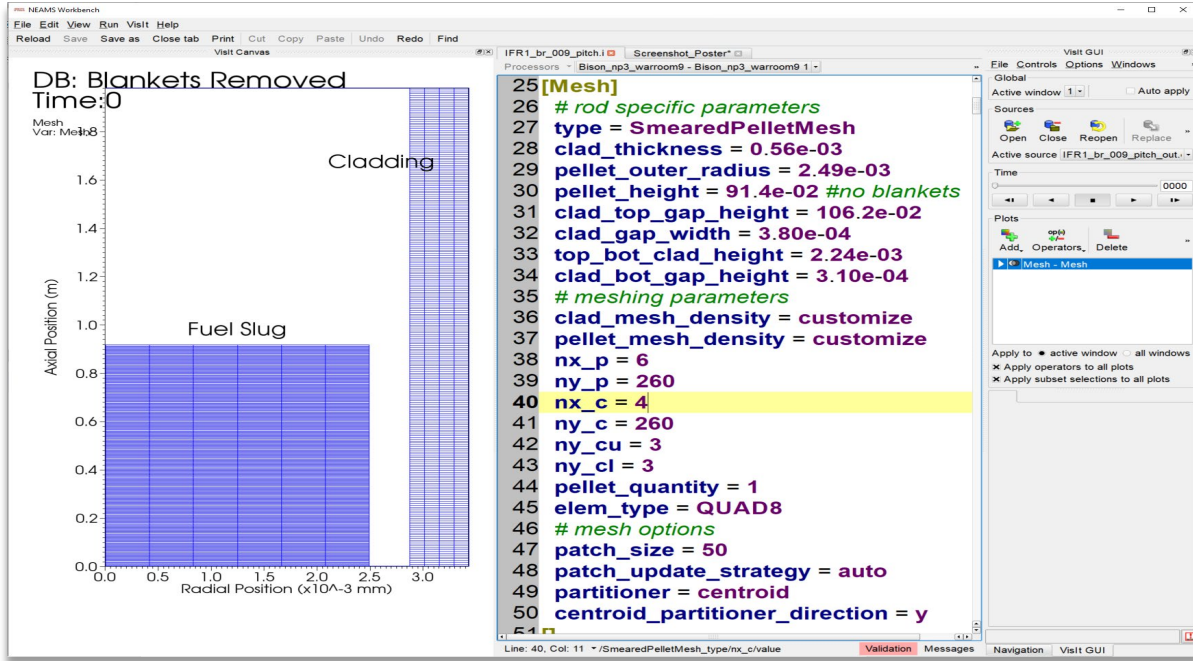 NEAMS Workbench
File Edit View Run VisIt Help
Reload Save Save as Close tab Print Cut Copy Paste Undo Redo Find
VisIt Canvas
DB: Blankets Removed
Time:0
Mesh
Var: Mesh
1.8
Cladding
1.6
1.4
1.2
1.0
Fuel Slug
0.8
0.6
0.4
0.2
0.0
Axial Position (m)
0.0 0.5 1.0 1.5 2.0 2.5 3.0
Radial Position (x10^-3 mm)
IFR1_br_009_pitch.i Screenshot_Poster*
Processors Bison_np3_warroom9 - Bison_np3_warroom9 1
25 [Mesh]
26 # rod specific parameters
27 type = SmearedPelletMesh
28 clad_thickness = 0.56e-03
29 pellet_outer_radius = 2.49e-03
30 pellet_height = 91.4e-02 #no blankets
31 clad_top_gap_height = 106.2e-02
32 clad_gap_width = 3.80e-04
33 top_bot_clad_height = 2.24e-03
34 clad_bot_gap_height = 3.10e-04
35 # meshing parameters
36 clad_mesh_density = customize
37 pellet_mesh_density = customize
38 nx_p = 6
39 ny_p = 260
40 nx_c = 4
41 ny_c = 260
42 ny_cu = 3
43 ny_cl = 3
44 pellet_quantity = 1
45 elem_type = QUAD8
46 # mesh options
47 patch_size = 50
48 patch_update_strategy = auto
49 partitioner = centroid
50 centroid_partitioner_direction = y
51 []
Line: 40, Col: 11 /SmearedPelletMesh_type/nx_c/value Validation Messages
VisIt GUI
File Controls Options Windows
Global
Active window 1 Auto apply
Sources
Open Close Reopen Replace
Active source IFR1_br_009_pitch_out.
Time
0000
Plots
op(s)
Add Operators Delete
Mesh - Mesh
Apply to active window all windows
Apply operators to all plots
Apply subset selections to all plots
Navigation VisIt GUI